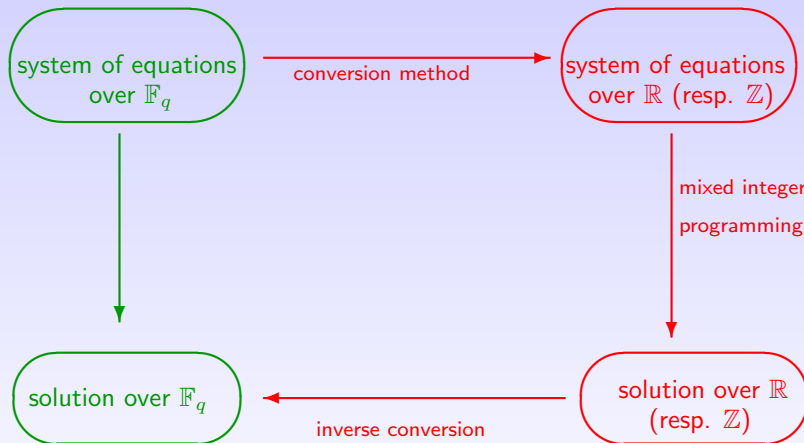 system of equations
over 𝔽_q
conversion method
system of equations
over ℝ (resp. ℤ)
mixed integer
programming
solution over 𝔽_q
inverse conversion
solution over ℝ
(resp. ℤ)